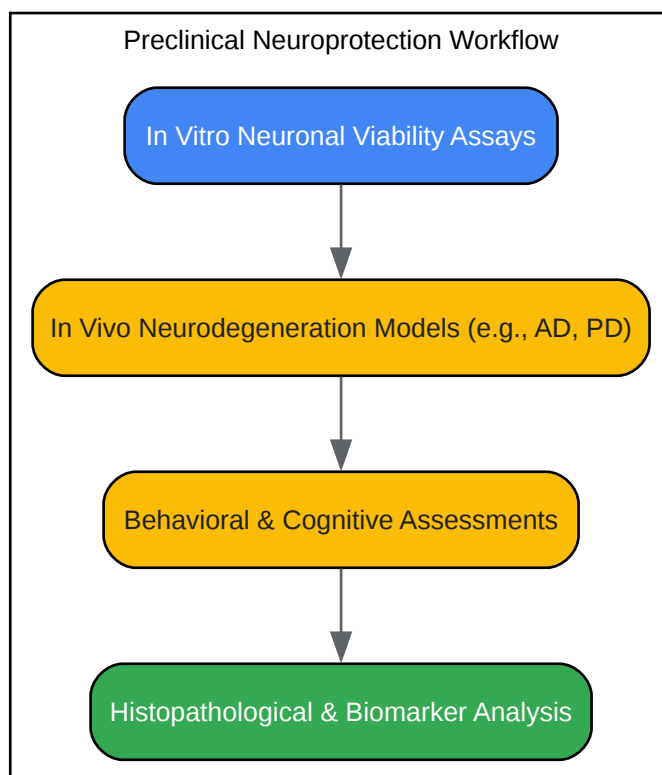 Preclinical Neuroprotection Workflow
In Vitro Neuronal Viability Assays
In Vivo Neurodegeneration Models (e.g., AD, PD)
Behavioral & Cognitive Assessments
Histopathological & Biomarker Analysis